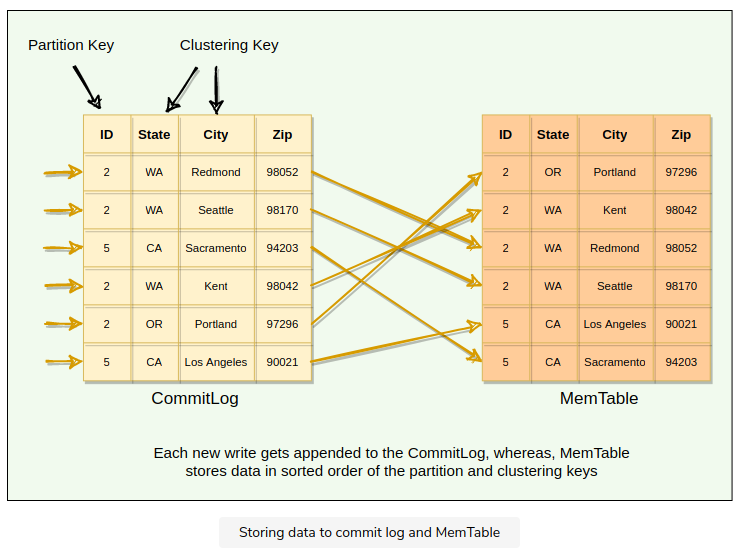 Partition Key
Clustering Key
ID State City Zip
2 WA Redmond 98052
2 WA Seattle 98170
5 CA Sacramento 94203
2 WA Kent 98042
2 OR Portland 97296
5 CA Los Angeles 90021
CommitLog
ID State City Zip
2 OR Portland 97296
2 WA Kent 98042
2 WA Redmond 98052
2 WA Seattle 98170
5 CA Los Angeles 90021
5 CA Sacramento 94203
MemTable
Each new write gets appended to the CommitLog, whereas, MemTable
stores data in sorted order of the partition and clustering keys
Storing data to commit log and MemTable